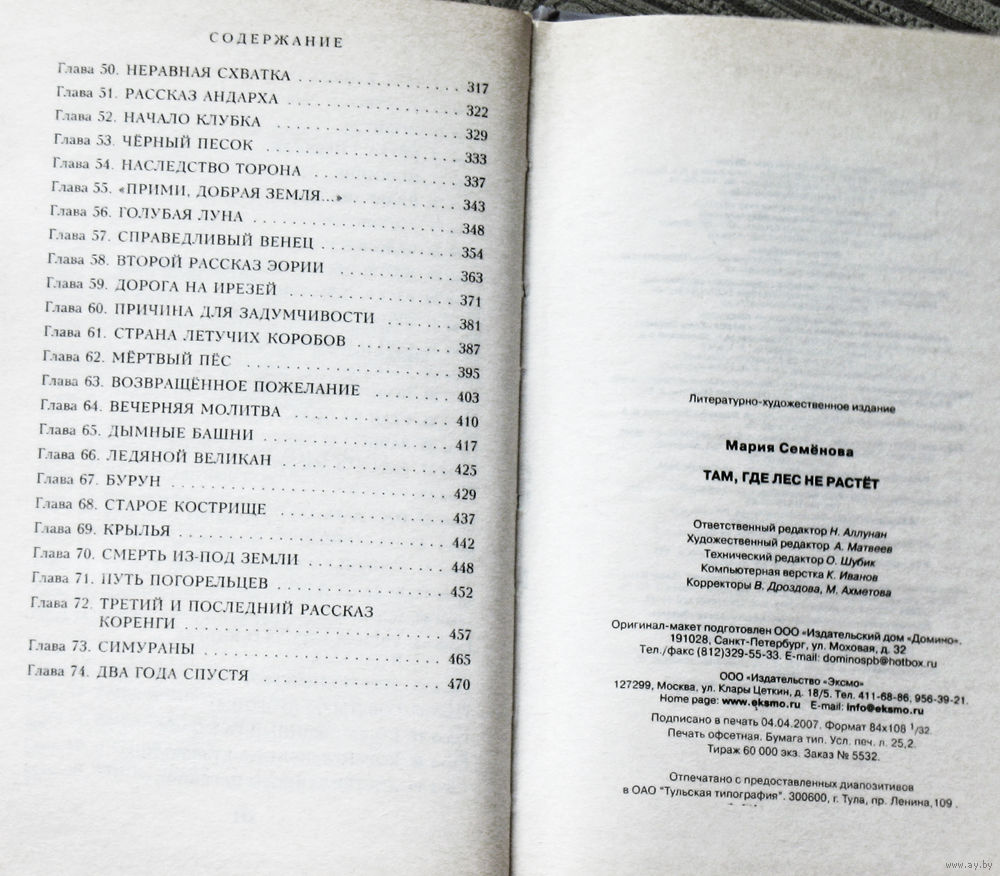 СОДЕРЖАНИЕ
Глава 50. НЕРАВНАЯ СХВАТКА 317
Глава 51. РАССКАЗ АНДАРХА 322
Глава 52. НАЧАЛО КЛУБКА 329
Глава 53. ЧЁРНЫЙ ПЕСОК 333
Глава 54. НАСЛЕДСТВО ТОРОНА 337
Глава 55. «ПРИМИ, ДОБРАЯ ЗЕМЛЯ...» 343
Глава 56. ГОЛУБАЯ ЛУНА 348
Глава 57. СПРАВЕДЛИВЫЙ ВЕНЕЦ 354
Глава 58. ВТОРОЙ РАССКАЗ ЭОРИИ 363
Глава 59. ДОРОГА НА ИРЕЗЕЙ 371
Глава 60. ПРИЧИНА ДЛЯ ЗАДУМЧИВОСТИ 381
Глава 61. СТРАНА ЛЕТУЧИХ КОРОБОВ 387
Глава 62. МЁРТВЫЙ ПЁС 395
Глава 63. ВОЗВРАЩЁННОЕ ПОЖЕЛАНИЕ 403
Глава 64. ВЕЧЕРНЯЯ МОЛИТВА 410
Глава 65. ДЫМНЫЕ БАШНИ 417
Глава 66. ЛЕДЯНОЙ ВЕЛИКАН 425
Глава 67. БУРУН 429
Глава 68. СТАРОЕ КОСТРИЩЕ 437
Глава 69. КРЫЛЬЯ 442
Глава 70. СМЕРТЬ ИЗ-ПОД ЗЕМЛИ 448
Глава 71. ПУТЬ ПОГОРЕЛЬЦЕВ 452
Глава 72. ТРЕТИЙ И ПОСЛЕДНИЙ РАССКАЗ
КОРЕНГИ 457
Глава 73. СИМУРАНЫ 465
Глава 74. ДВА ГОДА СПУСТЯ 470
Литературно-художественное издание
Мария Семёнова
ТАМ, ГДЕ ЛЕС НЕ РАСТЁТ
Ответственный редактор Н. Аллунан
Художественный редактор А. Матвеев
Технический редактор О. Шубик
Компьютерная верстка К. Иванов
Корректоры В. Дроздова, М. Ахметова
Оригинал-макет подготовлен ООО «Издательский дом «Домино».
191028, Санкт-Петербург, ул. Моховая, д. 32
Тел./факс (812)329-55-33. E-mail: dominospb@hotbox.ru
ООО «Издательство «Эксмо»
127299, Москва, ул. Клары Цеткин, д. 18/5. Тел. 411-68-86, 956-39-21.
Home page: www.eksmo.ru E-mail: info@eksmo.ru
Подписано в печать 04.04.2007. Формат 84х108 1/32.
Печать офсетная. Бумага тип. Усл. печ. л. 25,2.
Тираж 60 000 экз. Заказ № 5532.
Отпечатано с предоставленных диапозитивов
в ОАО "Тульская типография". 300600, г. Тула, пр. Ленина,109 .
www.ay.by